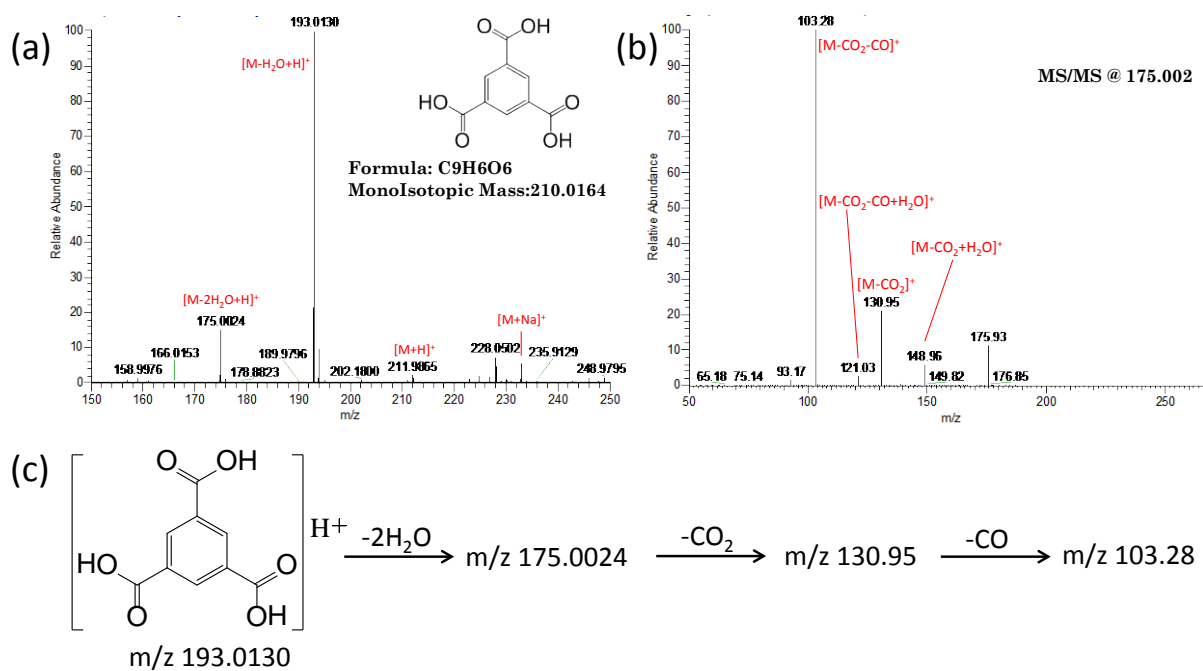 (a)
193.0130
[M-H₂O+H]⁺
OH
O
HO
O
O
OH
Formula: C9H6O6
MonoIsotopic Mass:210.0164
[M-2H₂O+H]⁺
175.0024
166.0153
158.9976
178.8823
189.9796
202.1800
[M+H]⁺
211.9865
228.0502
[M+Na]⁺
235.9129
248.9795
Relative Abundance
100
90
80
70
60
50
40
30
20
10
0
150 160 170 180 190 200 210 220 230 240 250
m/z
(b)
103.28
[M-CO₂-CO]⁺
MS/MS @ 175.002
[M-CO₂-CO+H₂O]⁺
[M-CO₂+H₂O]⁺
[M-CO₂]⁺
130.95
175.93
148.96
121.03
93.17
65.18
75.14
149.82
176.85
Relative Abundance
100
90
80
70
60
50
40
30
20
10
0
50 100 150 200 250
m/z
(c)
O
OH
HO
O
O
OH
H⁺
-2H₂O
m/z 175.0024
-CO₂
m/z 130.95
-CO
m/z 103.28
m/z 193.0130